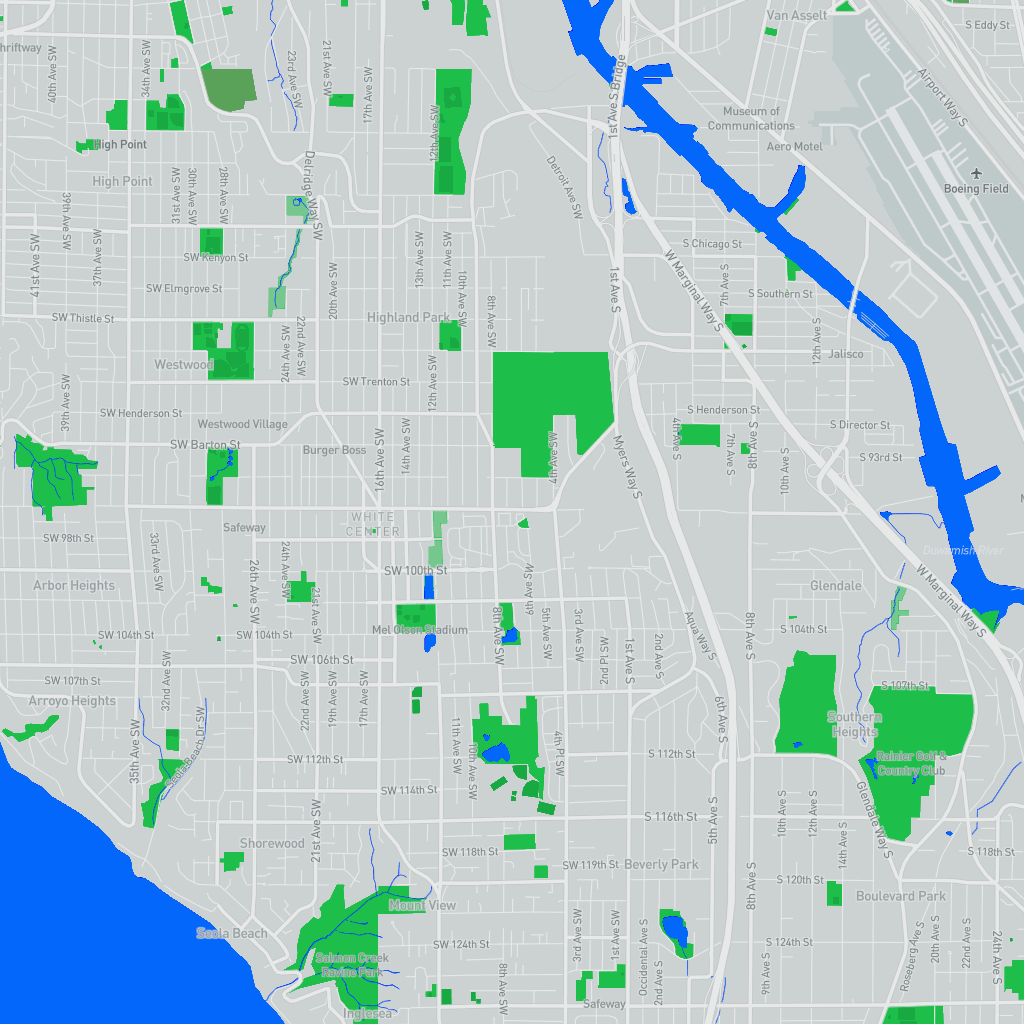 Van Asselt
S Eddy St
hriftway
40th Ave SW
34th Ave SW
23rd Ave SW
21st Ave SW
17th Ave SW
1st Ave S Bridge
Airport Way S
Museum of
Communications
Aero Motel
12th Ave SW
High Point
High Point
Boeing Field
39th Ave SW
31st Ave SW
30th Ave SW
28th Ave SW
Delridge Way SW
Detroit Ave SW
41st Ave SW
37th Ave SW
SW Kenyon St
13th Ave SW
11th Ave SW
S Chicago St
SW Elmgrove St
20th Ave SW
10th Ave SW
8th Ave SW
1st Ave S
W Marginal Way S
7th Ave S
S Southern St
SW Thistle St
Highland Park
24th Ave SW
22nd Ave SW
12th Ave S
Jalisco
Westwood
SW Trenton St
12th Ave SW
39th Ave SW
SW Henderson St
S Henderson St
Westwood Village
4th Ave S
7th Ave S
8th Ave S
S Director St
SW Barton St
Burger Boss
16th Ave SW
14th Ave SW
4th Ave SW
Myers Way S
S 93rd St
10th Ave S
WHITE
CENTER
Safeway
SW 98th St
33rd Ave SW
24th Ave SW
26th Ave SW
Duwamish River
SW 100th St
Arbor Heights
21st Ave SW
6th Ave SW
Glendale
W Marginal Way S
8th Ave SW
5th Ave SW
3rd Ave SW
Aqua Way S
8th Ave S
Mel Olson Stadium
SW 104th St
SW 104th St
S 104th St
2nd Pl SW
1st Ave S
2nd Ave S
SW 106th St
SW 107th St
32nd Ave SW
S 107th St
Arroyo Heights
22nd Ave SW
19th Ave SW
17th Ave SW
6th Ave S
Southern
Heights
35th Ave SW
Seola Beach Dr SW
11th Ave SW
10th Ave SW
4th Pl SW
SW 112th St
S 112th St
Rainier Golf &
Country Club
SW 114th St
Glendale Way S
10th Ave S
12th Ave S
5th Ave S
S 116th St
21st Ave SW
14th Ave S
Shorewood
SW 118th St
S 118th St
SW 119th St
Beverly Park
8th Ave S
S 120th St
Boulevard Park
Mount View
Seola Beach
3rd Ave SW
1st Ave SW
Occidental Ave S
2nd Ave S
SW 124th St
S 124th St
Roseberg Ave S
20th Ave S
22nd Ave S
24th Ave S
Salmon Creek
Ravine Park
8th Ave SW
9th Ave S
Safeway
Inglesea